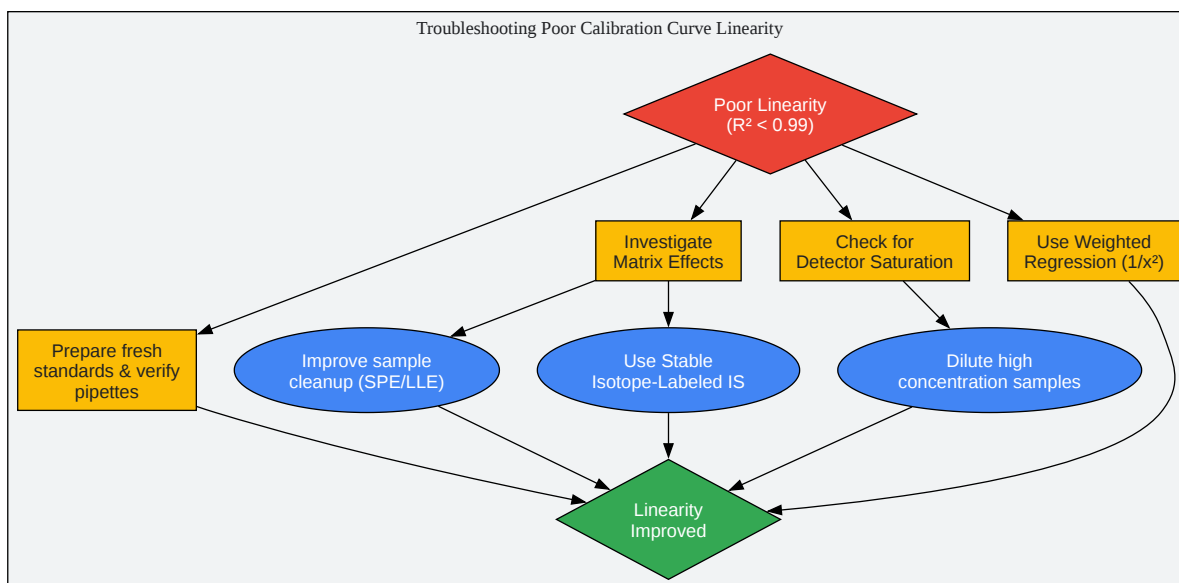 Troubleshooting Poor Calibration Curve Linearity
Poor Linearity
(R² < 0.99)
Investigate
Matrix Effects
Check for
Detector Saturation
Use Weighted
Regression (1/x²)
Prepare fresh
standards & verify
pipettes
Improve sample
cleanup (SPE/LLE)
Use Stable
Isotope-Labeled IS
Dilute high
concentration samples
Linearity
Improved